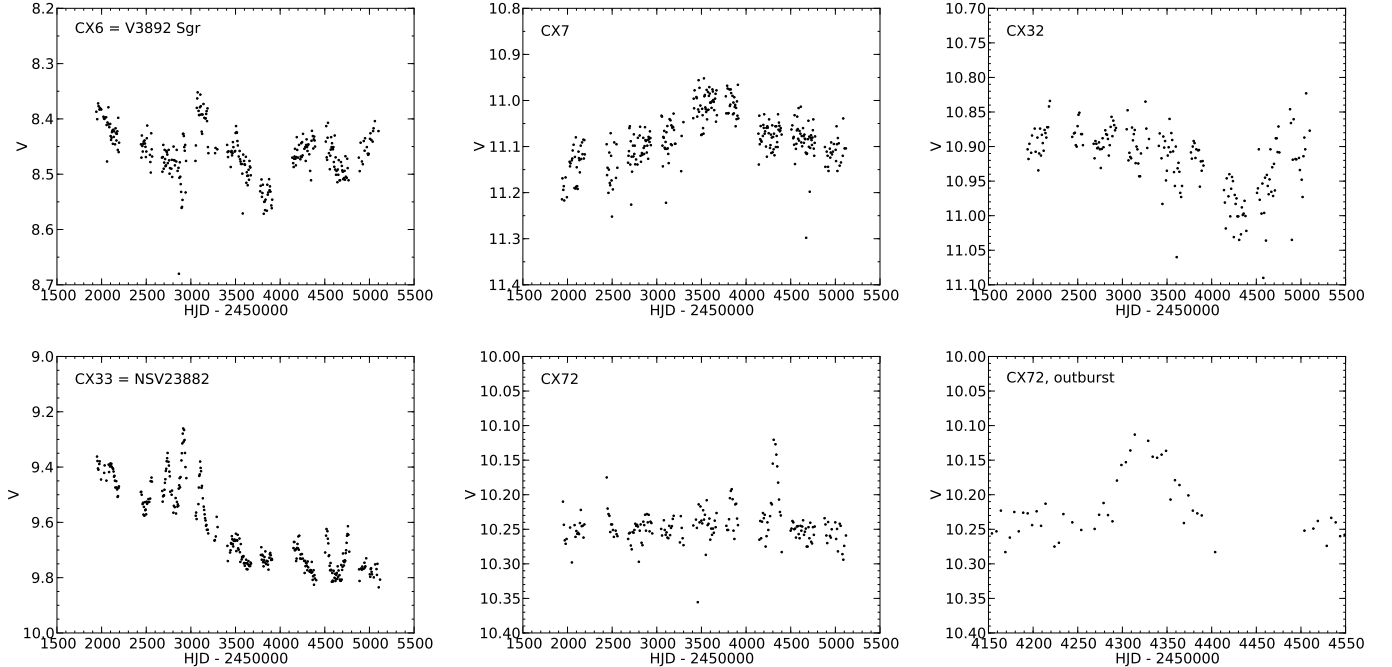 CX6 = V3892 Sgr
8.2
8.3
8.4
8.5
8.6
8.7
V
1500 2000 2500 3000 3500 4000 4500 5000 5500
HJD - 2450000
CX7
10.8
10.9
11.0
11.1
11.2
11.3
11.4
V
1500 2000 2500 3000 3500 4000 4500 5000 5500
HJD - 2450000
CX32
10.70
10.75
10.80
10.85
10.90
10.95
11.00
11.05
11.10
V
1500 2000 2500 3000 3500 4000 4500 5000 5500
HJD - 2450000
CX33 = NSV23882
9.0
9.2
9.4
9.6
9.8
10.0
V
1500 2000 2500 3000 3500 4000 4500 5000 5500
HJD - 2450000
CX72
10.00
10.05
10.10
10.15
10.20
10.25
10.30
10.35
10.40
V
1500 2000 2500 3000 3500 4000 4500 5000 5500
HJD - 2450000
CX72, outburst
10.00
10.05
10.10
10.15
10.20
10.25
10.30
10.35
10.40
V
4150 4200 4250 4300 4350 4400 4450 4500 4550
HJD - 2450000